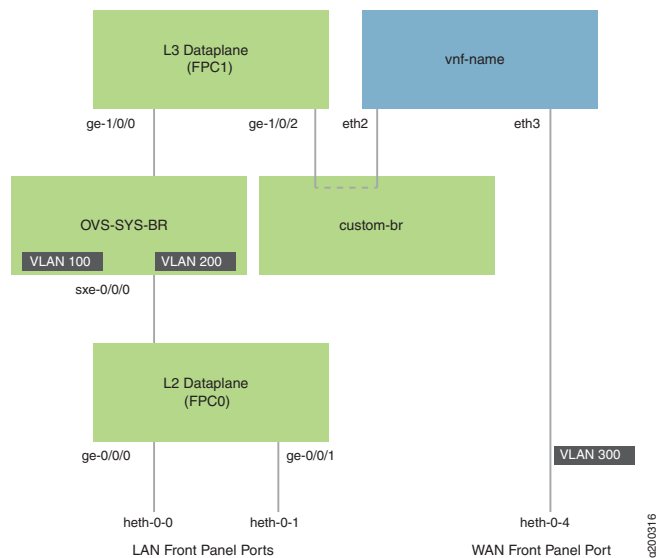 L3 Dataplane
(FPC1)
vnf-name
ge-1/0/0
ge-1/0/2
eth2
eth3
OVS-SYS-BR
custom-br
VLAN 100
VLAN 200
sxe-0/0/0
L2 Dataplane
(FPC0)
ge-0/0/0
ge-0/0/1
VLAN 300
heth-0-0
heth-0-1
heth-0-4
LAN Front Panel Ports
WAN Front Panel Port
g200316